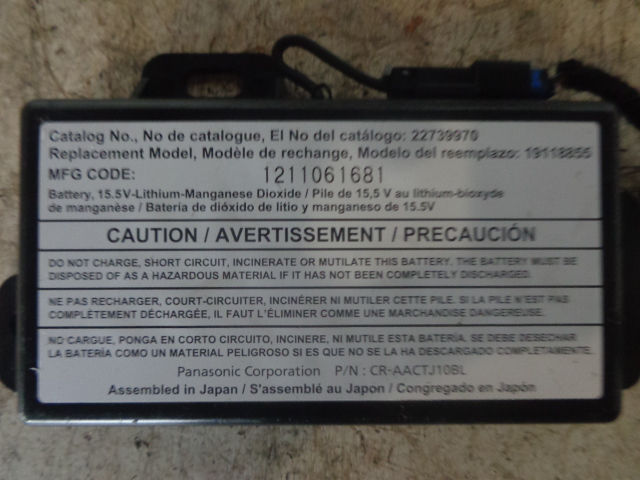 Catalog No., No de catalogue, El No del catálogo: 22739970
Replacement Model, Modèle de rechange, Modelo del reemplazo: 19118855
MFG CODE: 1211061681
Battery, 15.5V-Lithium-Manganese Dioxide / Pile de 15,5 V au lithium-bioxyde
de manganèse / Batería de dióxido de litio y manganeso de 15.5V
CAUTION / AVERTISSEMENT / PRECAUCIÓN
DO NOT CHARGE, SHORT CIRCUIT, INCINERATE OR MUTILATE THIS BATTERY. THE BATTERY MUST BE
DISPOSED OF AS A HAZARDOUS MATERIAL IF IT HAS NOT BEEN COMPLETELY DISCHARGED.
NE PAS RECHARGER, COURT-CIRCUITER, INCINÉRER NI MUTILER CETTE PILE. SI LA PILE N'EST PAS
COMPLÈTEMENT DÉCHARGÉE, IL FAUT L'ÉLIMINER COMME UNE MARCHANDISE DANGEREUSE.
NO CARGUE, PONGA EN CORTO CIRCUITO, INCINERE, NI MUTILE ESTA BATERÍA. SE DEBE DESECHAR
LA BATERÍA COMO UN MATERIAL PELIGROSO SI ES QUE NO SE LA HA DESCARGADO COMPLETAMENTE.
Panasonic Corporation P/N : CR-AACTJ10BL
Assembled in Japan / S'assemblé au Japon / Congregado en Japón